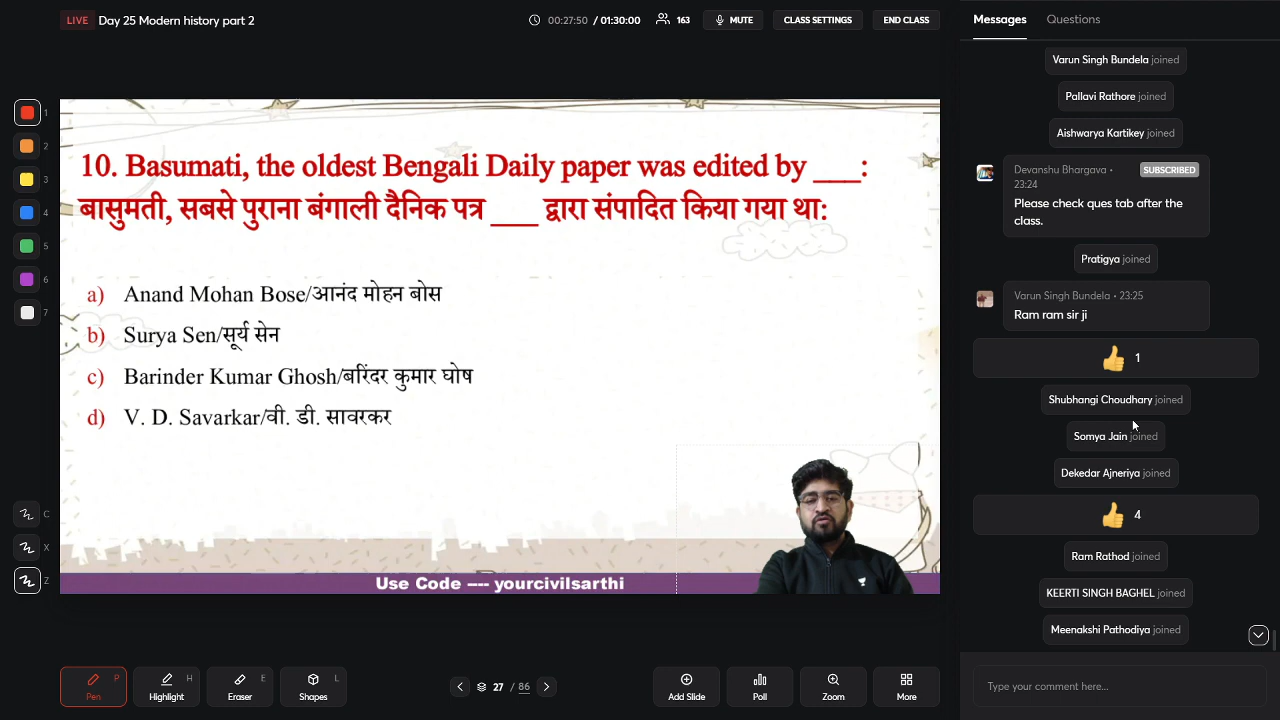 LIVE Day 25 Modern history part 2
00:27:50 / 01:30:00 163 MUTE CLASS SETTINGS END CLASS
1
2
3
4
5
6
7
C
X
Z
10. Basumati, the oldest Bengali Daily paper was edited by ___:
बासुमती, सबसे पुराना बंगाली दैनिक पत्र ___ द्वारा संपादित किया गया था:
a) Anand Mohan Bose/आनंद मोहन बोस
b) Surya Sen/सूर्य सेन
c) Barinder Kumar Ghosh/बरिंदर कुमार घोष
d) V. D. Savarkar/वी. डी. सावरकर
Use Code ---- yourcivilsarthi
P Pen
H Highlight
E Eraser
L Shapes
27 / 86
Add Slide
Poll
Zoom
More
Messages Questions
Varun Singh Bundela joined
Pallavi Rathore joined
Aishwarya Kartikey joined
Devanshu Bhargava • SUBSCRIBED
23:24
Please check ques tab after the
class.
Pratigya joined
Varun Singh Bundela • 23:25
Ram ram sir ji
1
Shubhangi Choudhary joined
Somya Jain joined
Dekedar Ajneriya joined
4
Ram Rathod joined
KEERTI SINGH BAGHEL joined
Meenakshi Pathodiya joined
Type your comment here...